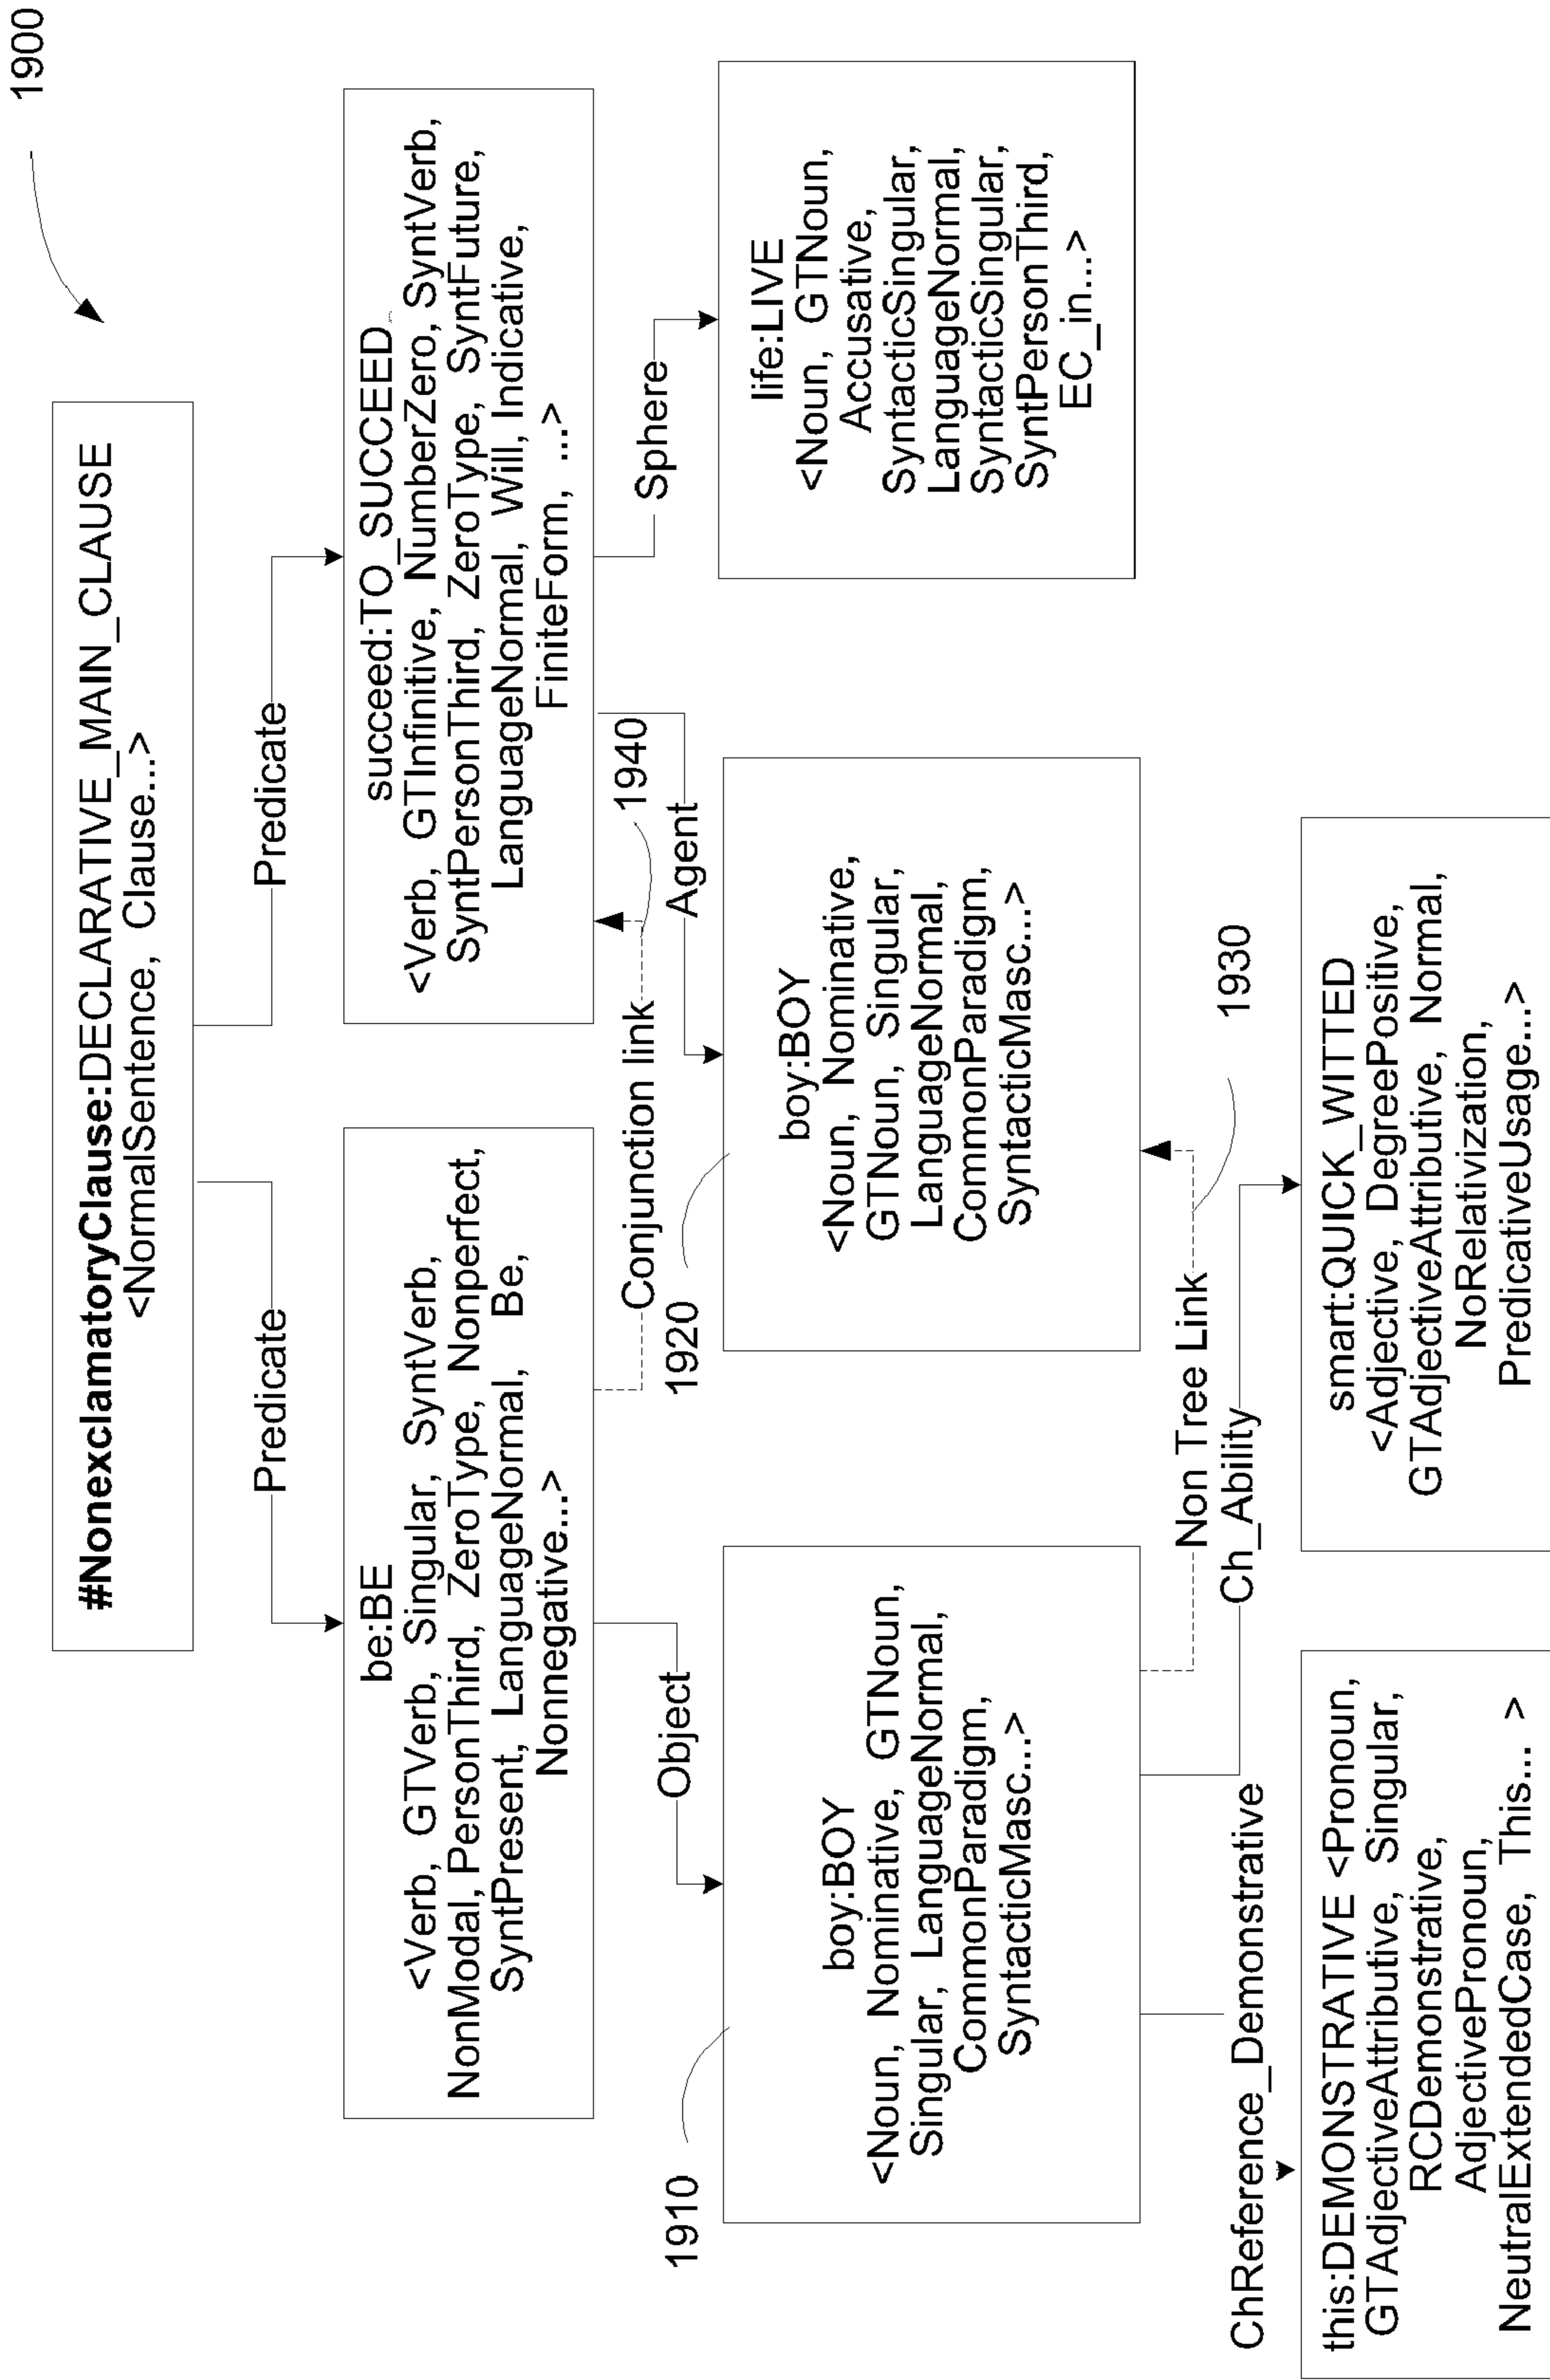 1900
#NonexclamatoryClause:DECLARATIVE_MAIN_CLAUSE
<NormalSentence, Clause...>
Predicate
Predicate
be:BE
<Verb, GTVerb, Singular, SyntVerb,
NonModal, PersonThird, ZeroType, Nonperfect,
SyntPresent, LanguageNormal, Be,
Nonnegative...>
succeed:TO_SUCCEED
<Verb, GTInfinitive, NumberZero, SyntVerb,
SyntPersonThird, ZeroType, SyntFuture,
LanguageNormal, Will, Indicative,
FiniteForm, ...>
Object
Conjunction link
1940
Agent
Sphere
1910
1920
boy:BOY
<Noun, Nominative, GTNoun,
Singular, LanguageNormal,
CommonParadigm,
SyntacticMasc...>
boy:BOY
<Noun, Nominative,
GTNoun, Singular,
LanguageNormal,
CommonParadigm,
SyntacticMasc...>
life:LIVE
<Noun, GTNoun,
Accusative,
SyntacticSingular,
LanguageNormal,
SyntacticSingular,
SyntPersonThird,
EC_in...>
Non Tree Link
1930
ChReference_Demonstrative
Ch_Ability
this:DEMONSTRATIVE <Pronoun,
GTAdjectiveAttributive, Singular,
RCDemonstrative,
AdjectivePronoun,
NeutralExtendedCase, This... >
smart:QUICK_WITTED
<Adjective, DegreePositive,
GTAdjectiveAttributive, Normal,
NoRelativization,
PredicativeUsage...>